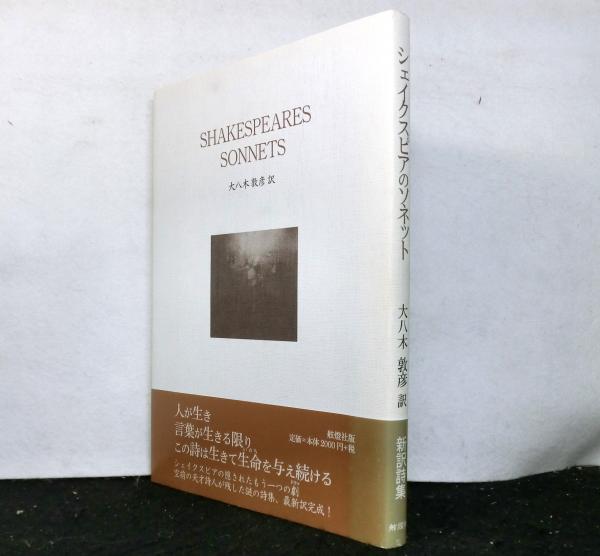 SHAKESPEARES
SONNETS
大八木敦彦 訳
人が生き
言葉が生きる限り
この詩は生きて生命を与え続ける
シェイクスピアの隠されたもう一つの劇
空前の天才詩人が残した謎の詩集、最新訳完成！
舷燈社版
定価=本体2000円+税
シェイクスピアのソネット
大八木 敦彦 訳
新訳詩集